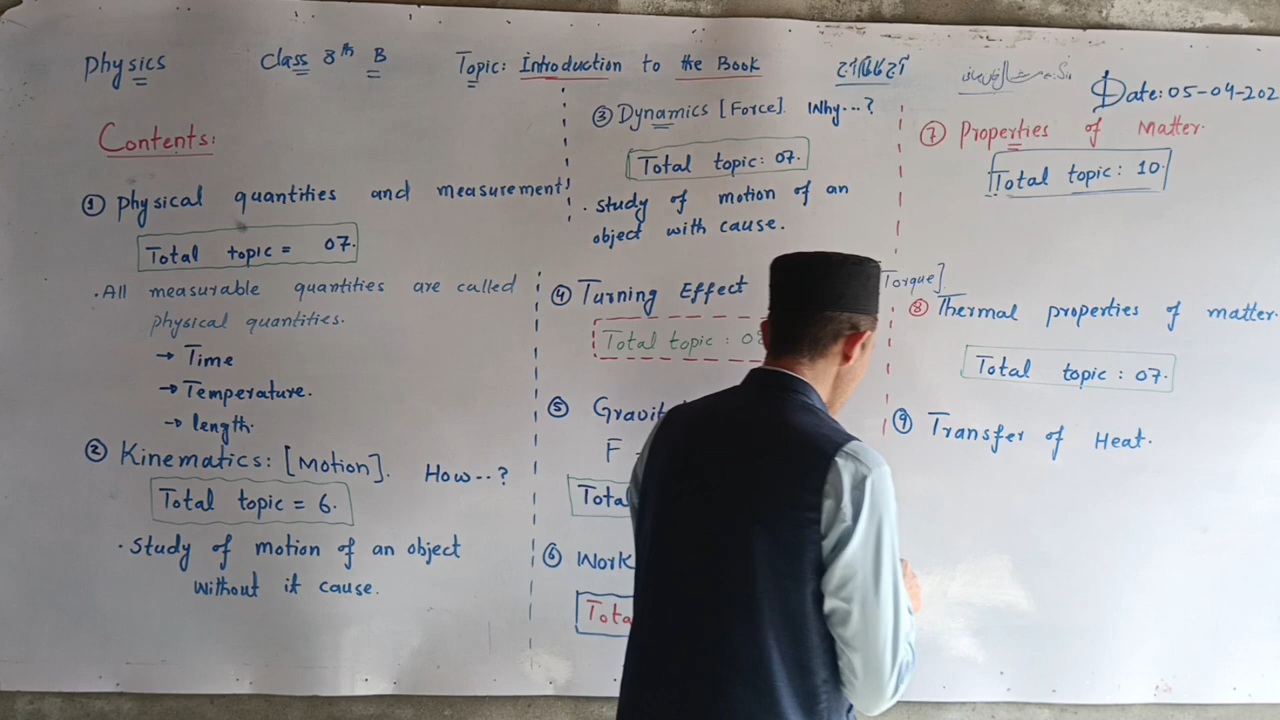 Physics
Class 8th B
Topic: Introduction to the Book
Date: 05-04-202
Contents:
① Physical quantities and measurement
Total topic = 07.
. All measurable quantities are called
physical quantities.
→ Time
→ Temperature.
→ length.
② Kinematics: [Motion]. How--?
Total topic = 6.
. Study of motion of an object
without it cause.
③ Dynamics [Force]. Why---?
Total topic: 07.
. Study of motion of an
object with cause.
④ Turning Effect
Torque].
Total topic : 0
⑤ Gravit
F
Tota
⑥ Work
Tota
⑦ Properties of Matter.
Total topic : 10.
⑧ Thermal properties of matter.
Total topic : 07.
⑨ Transfer of Heat.